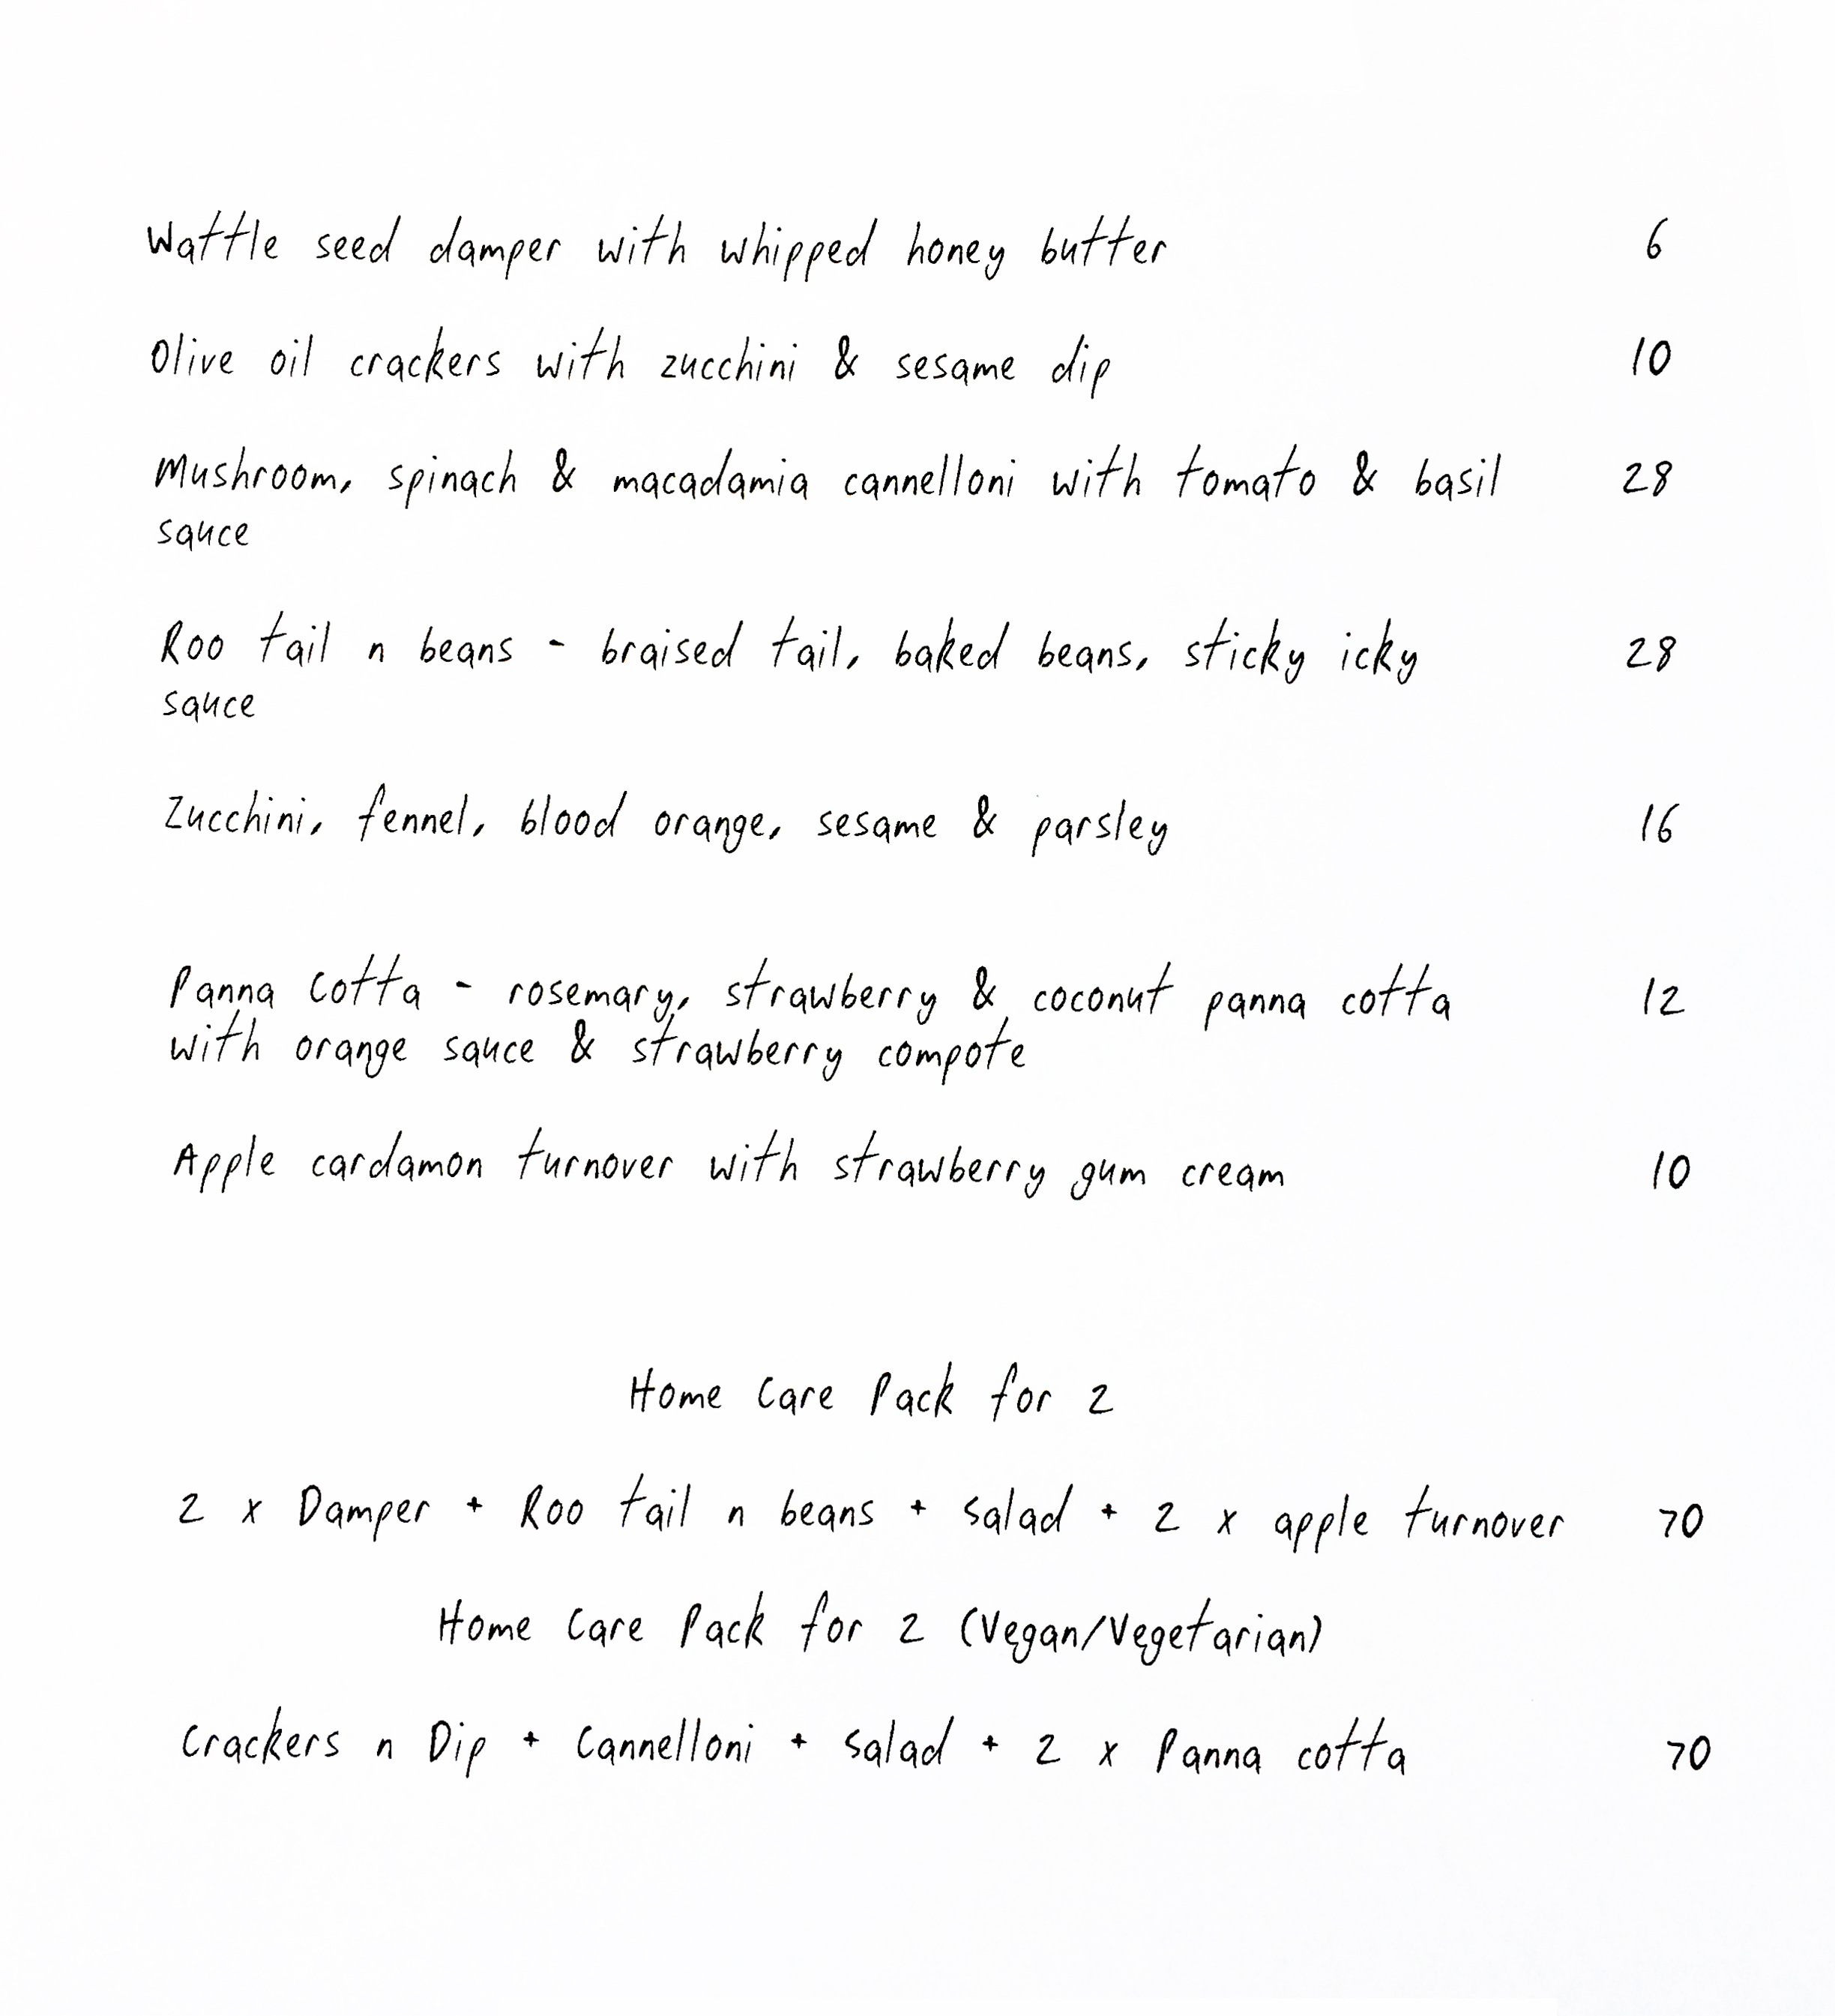 Wattle seed damper with whipped honey butter 6
Olive oil crackers with zucchini & sesame dip 10
Mushroom, spinach & macadamia cannelloni with tomato & basil 28
sauce
Roo tail n beans - braised tail, baked beans, sticky icky 28
sauce
Zucchini, fennel, blood orange, sesame & parsley 16
Panna Cotta - rosemary, strawberry & coconut panna cotta 12
with orange sauce & strawberry compote
Apple cardamon turnover with strawberry gum cream 10
Home Care Pack for 2
2 x Damper + Roo tail n beans + salad + 2 x apple turnover 70
Home Care Pack for 2 (Vegan/Vegetarian)
Crackers n Dip + Cannelloni + salad + 2 x Panna cotta 70